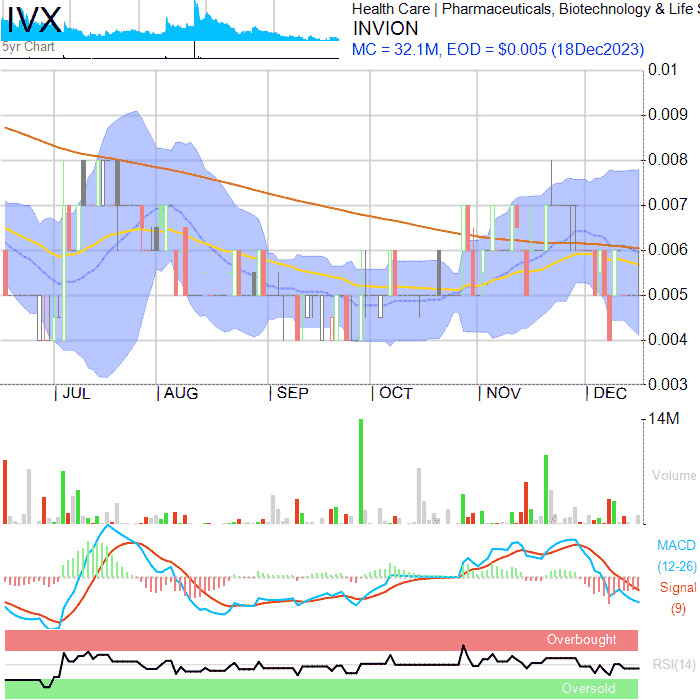 IVX
5yr Chart
Health Care | Pharmaceuticals, Biotechnology & Life
INVION
MC = 32.1M, EOD = $0.005 (18Dec2023)
0.01
0.009
0.008
0.007
0.006
0.005
0.004
0.003
JUL AUG SEP OCT NOV DEC
14M
Volume
MACD
(12-26)
Signal
(9)
Overbought
RSI(14)
Oversold